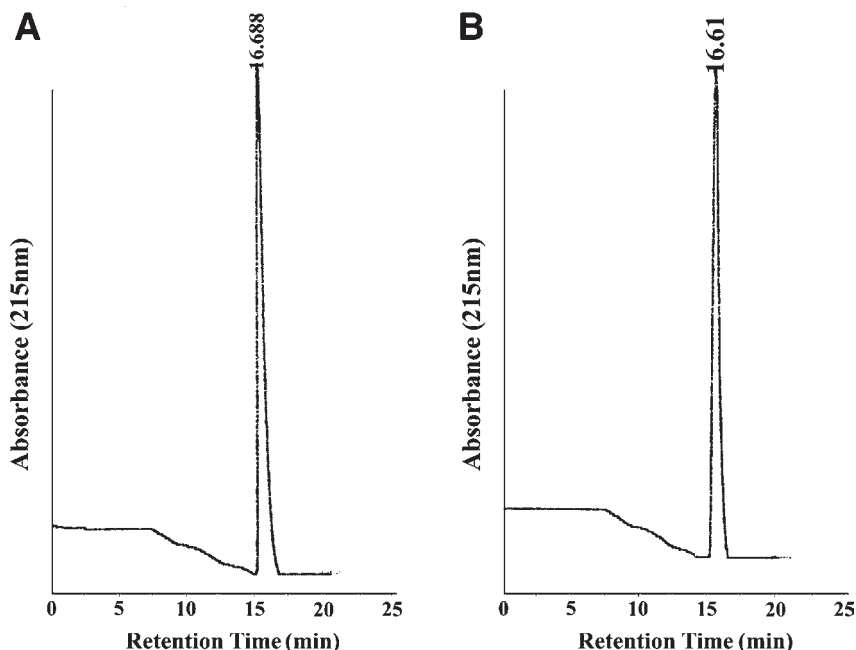 A
16.688
Absorbance (215nm)
0 5 10 15 20 25
Retention Time (min)
B
16.61
Absorbance (215nm)
0 5 10 15 20 25
Retention Time (min)